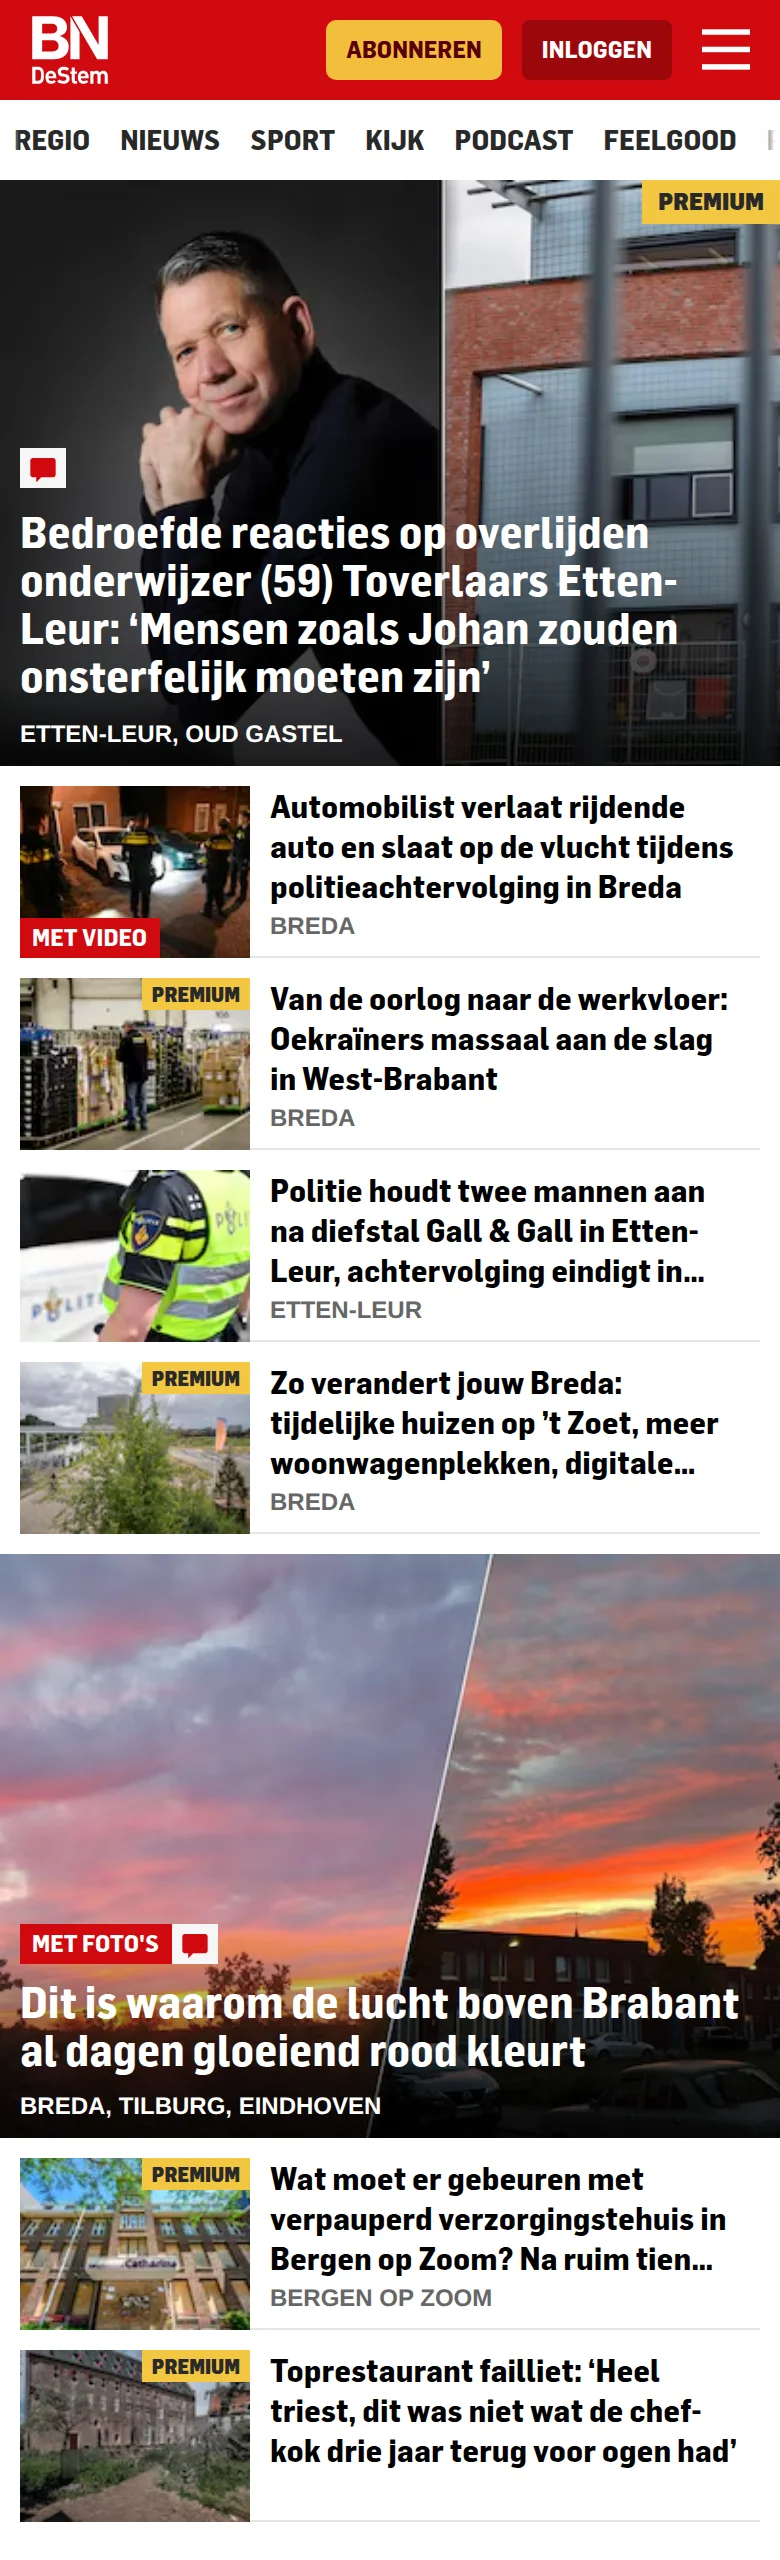 BN
DeStem
ABONNEREN
INLOGGEN
REGIO NIEUWS SPORT KIJK PODCAST FEELGOOD
PREMIUM
Bedroefde reacties op overlijden
onderwijzer (59) Toverlaars Etten-
Leur: ‘Mensen zoals Johan zouden
onsterfelijk moeten zijn’
ETTEN-LEUR, OUD GASTEL
MET VIDEO
Automobilist verlaat rijdende
auto en slaat op de vlucht tijdens
politieachtervolging in Breda
BREDA
PREMIUM
Van de oorlog naar de werkvloer:
Oekraïners massaal aan de slag
in West-Brabant
BREDA
Politie houdt twee mannen aan
na diefstal Gall & Gall in Etten-
Leur, achtervolging eindigt in...
ETTEN-LEUR
PREMIUM
Zo verandert jouw Breda:
tijdelijke huizen op ’t Zoet, meer
woonwagenplekken, digitale...
BREDA
MET FOTO'S
Dit is waarom de lucht boven Brabant
al dagen gloeiend rood kleurt
BREDA, TILBURG, EINDHOVEN
PREMIUM
Catharina
Wat moet er gebeuren met
verpauperd verzorgingstehuis in
Bergen op Zoom? Na ruim tien...
BERGEN OP ZOOM
PREMIUM
Toprestaurant failliet: ‘Heel
triest, dit was niet wat de chef-
kok drie jaar terug voor ogen had’